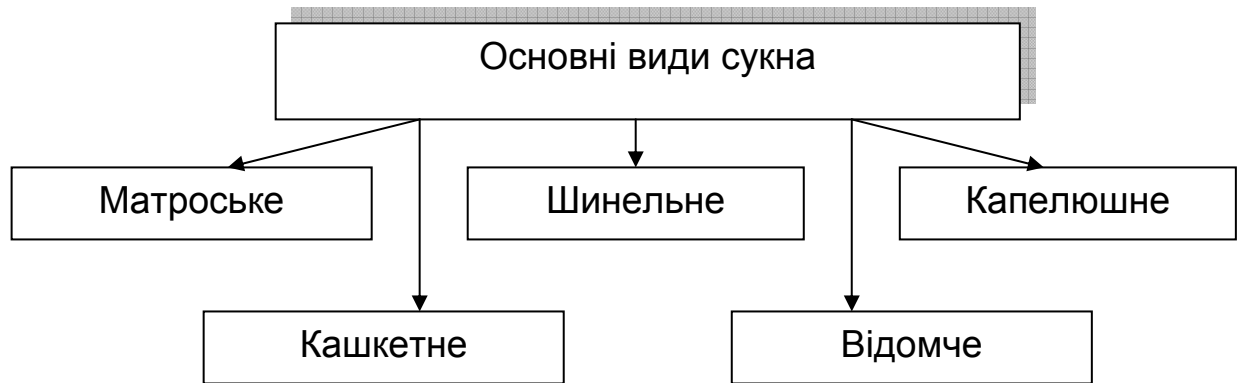 Основні види сукна
Матроське
Шинельне
Капелюшне
Кашкетне
Відомче